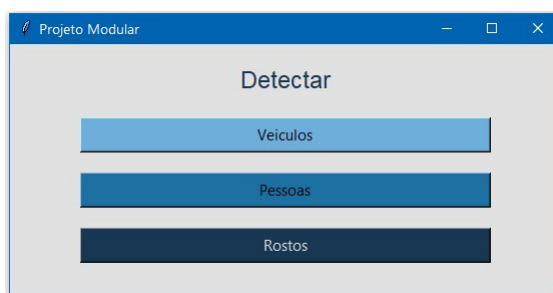 Projeto Modular
Detectar
Veiculos
Pessoas
Rostos